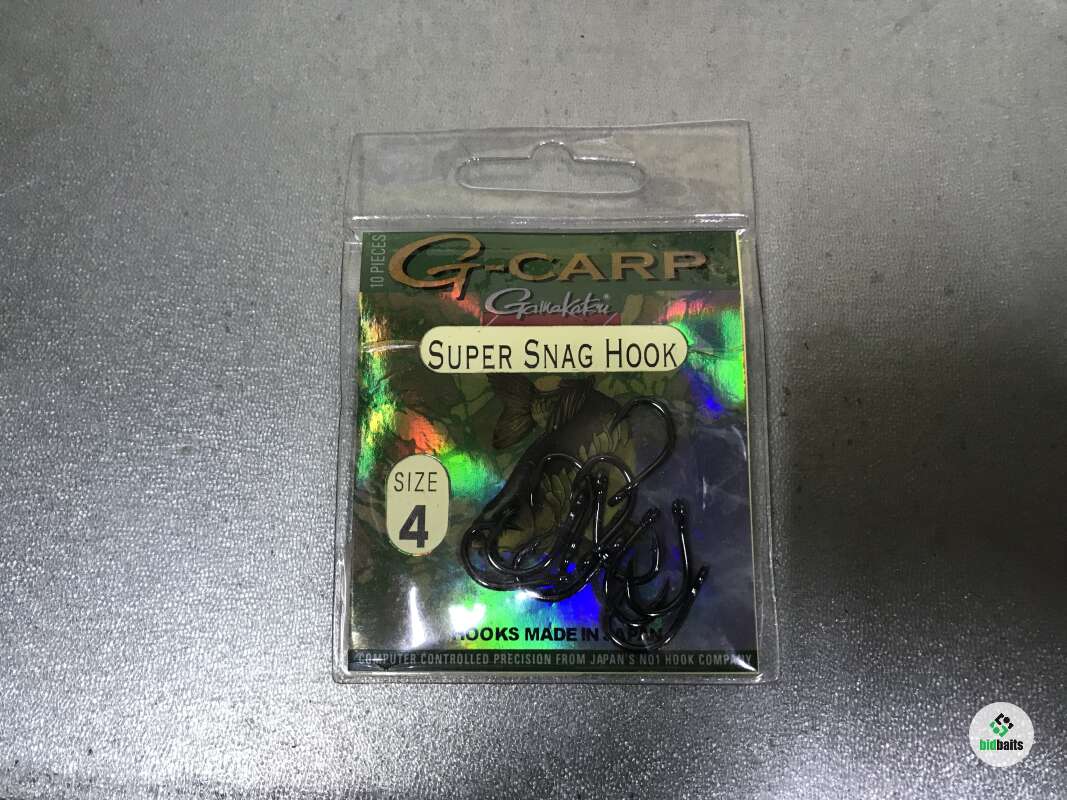 10 PIECES
G-CARP
Gamakatsu
SUPER SNAG HOOK
SIZE
4
HOOKS MADE IN JAPAN
COMPUTER CONTROLLED PRECISION FROM JAPAN'S NO1 HOOK COMPANY
bidbaits